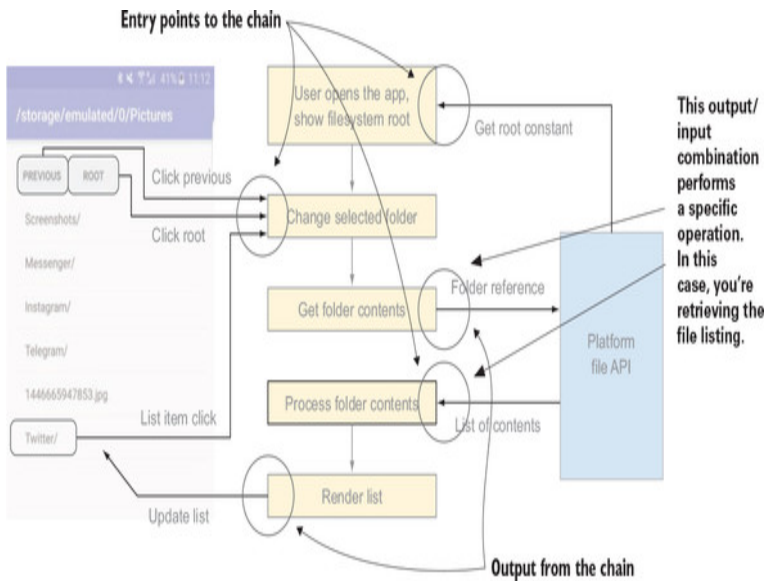 Entry points to the chain
41% 11:12
/storage/emulated/0/Pictures
PREVIOUS
ROOT
Screenshots/
Messenger/
Instagram/
Telegram/
1446665947853.jpg
Twitter/
Click previous
Click root
List item click
Update list
User opens the app,
show filesystem root
Change selected folder
Get folder contents
Process folder contents
Render list
Get root constant
Folder reference
List of contents
Platform
file API
This output/
input
combination
performs
a specific
operation.
In this
case, you're
retrieving the
file listing.
Output from the chain